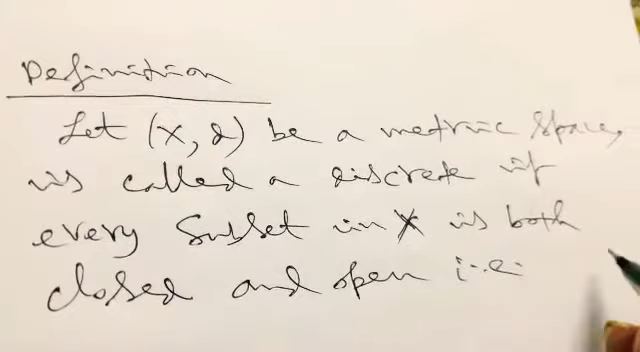 Definition
Let (X, d) be a metric space,
is called a discrete if
every subset in X is both
closed and open i.e.